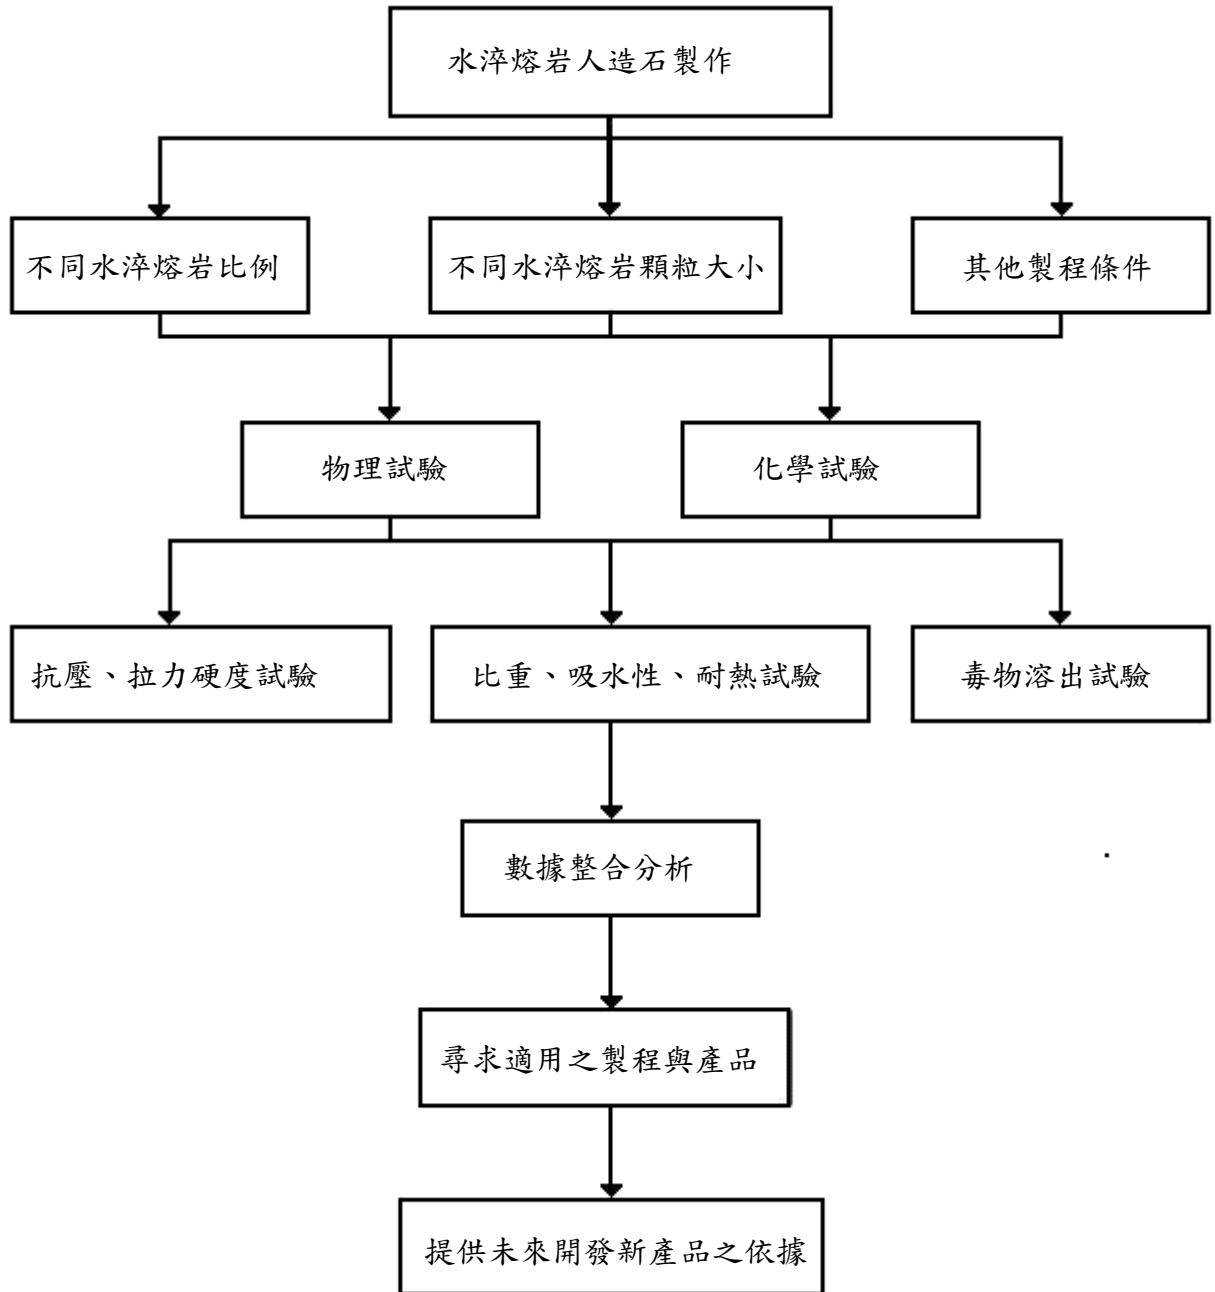 水淬熔岩人造石製作
不同水淬熔岩比例
不同水淬熔岩顆粒大小
其他製程條件
物理試驗
化學試驗
抗壓、拉力硬度試驗
比重、吸水性、耐熱試驗
毒物溶出試驗
數據整合分析
尋求適用之製程與產品
提供未來開發新產品之依據